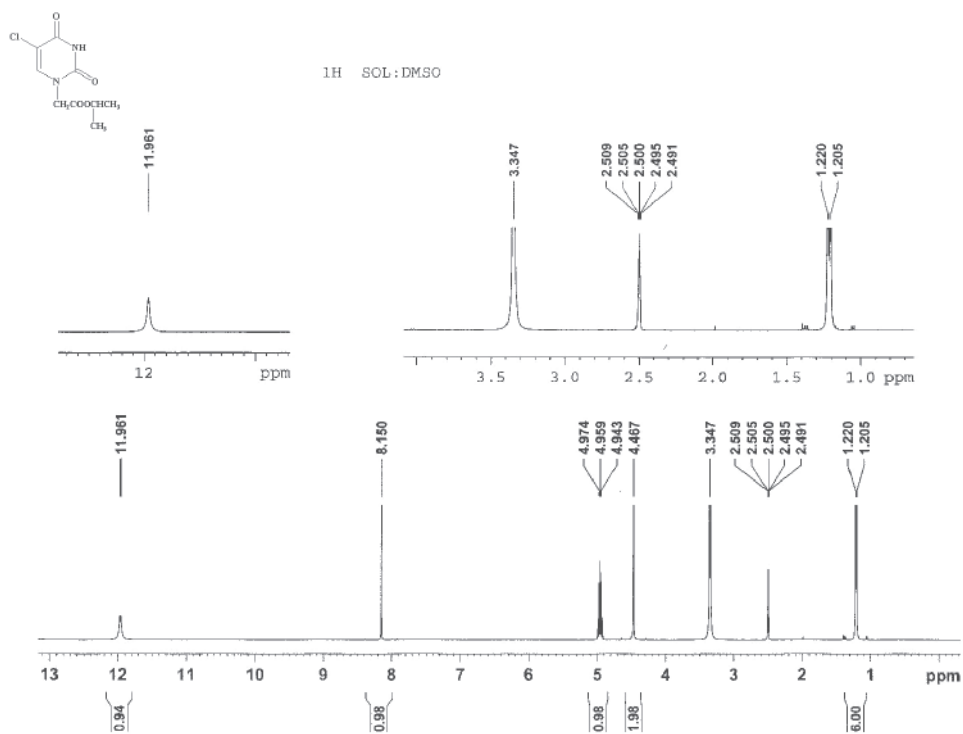 O
Cl
NH
N
O
CH2COOCHCH3
CH3
1H SOL:DMSO
11.961
3.347
2.509
2.505
2.500
2.495
2.491
1.220
1.205
12 ppm
3.5 3.0 2.5 2.0 1.5 1.0 ppm
11.961
8.150
4.974
4.959
4.943
4.467
3.347
2.509
2.505
2.500
2.495
2.491
1.220
1.205
13 12 11 10 9 8 7 6 5 4 3 2 1 ppm
0.94
0.98
0.98
1.98
6.00